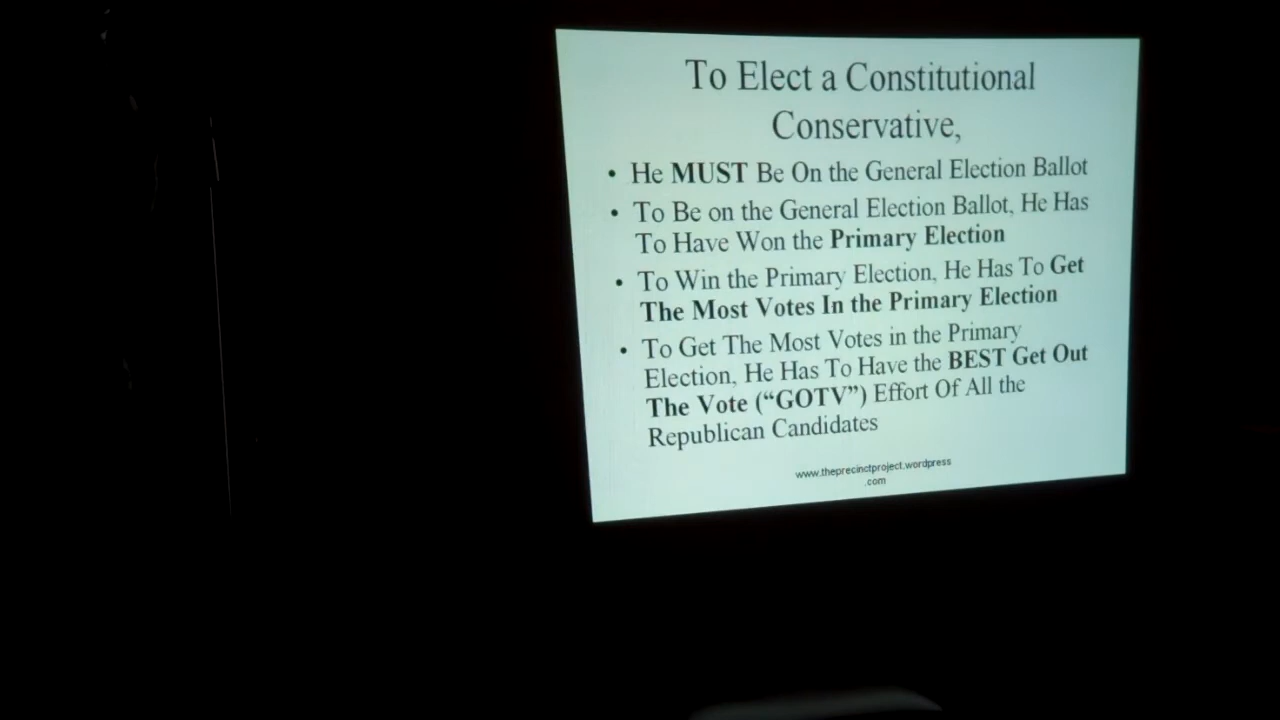 To Elect a Constitutional
Conservative,
• He MUST Be On the General Election Ballot
• To Be on the General Election Ballot, He Has
To Have Won the Primary Election
• To Win the Primary Election, He Has To Get
The Most Votes In the Primary Election
• To Get The Most Votes in the Primary
Election, He Has To Have the BEST Get Out
The Vote (“GOTV”) Effort Of All the
Republican Candidates
www.theprecinctproject.wordpress
.com